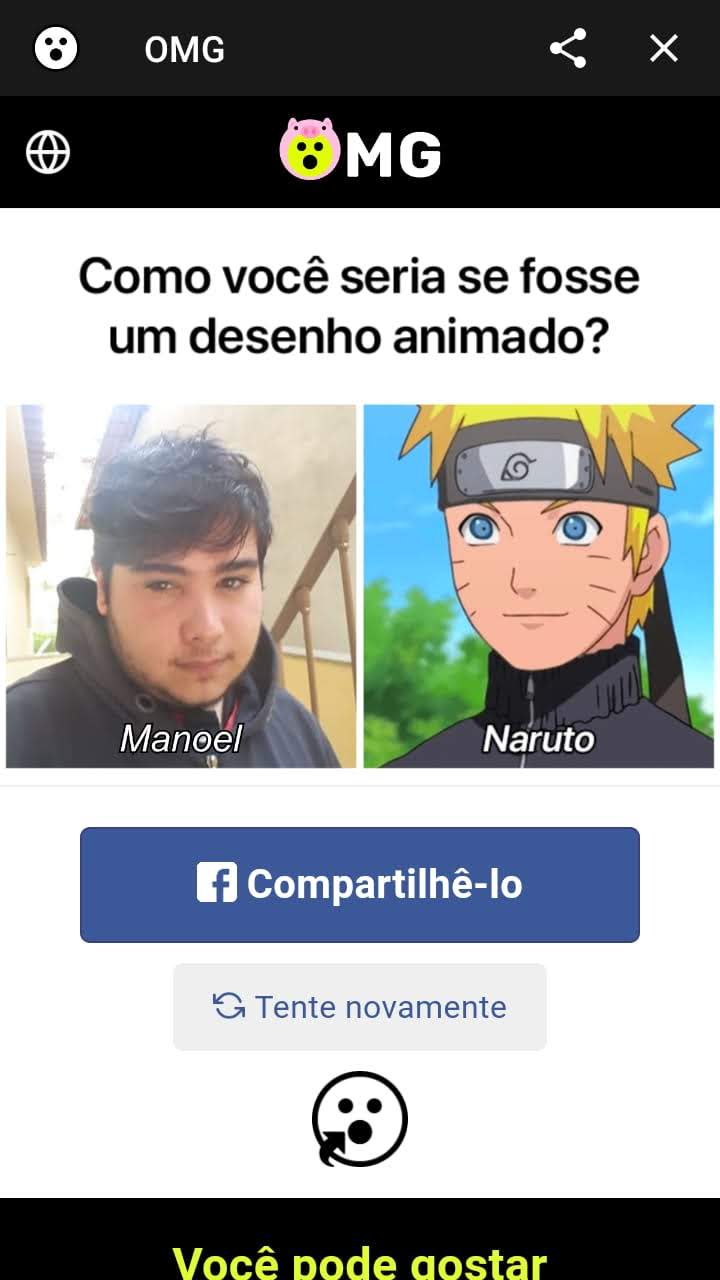 OMG
OMG
Como você seria se fosse
um desenho animado?
Manoel
Naruto
Compartilhê-lo
Tente novamente
Você pode gostar